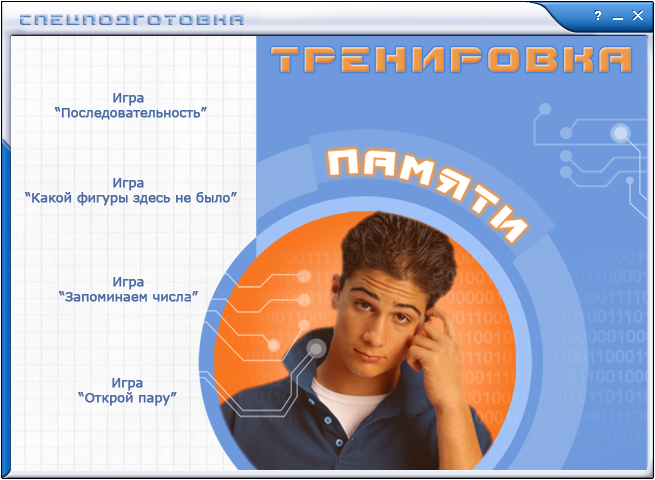 СПЕЦПОДГОТОВКА
?
ТРЕНИРОВКА
ПАМЯТИ
Игра
“Последовательность”
Игра
“Какой фигуры здесь не было”
Игра
“Запоминаем числа”
Игра
“Открой пару”